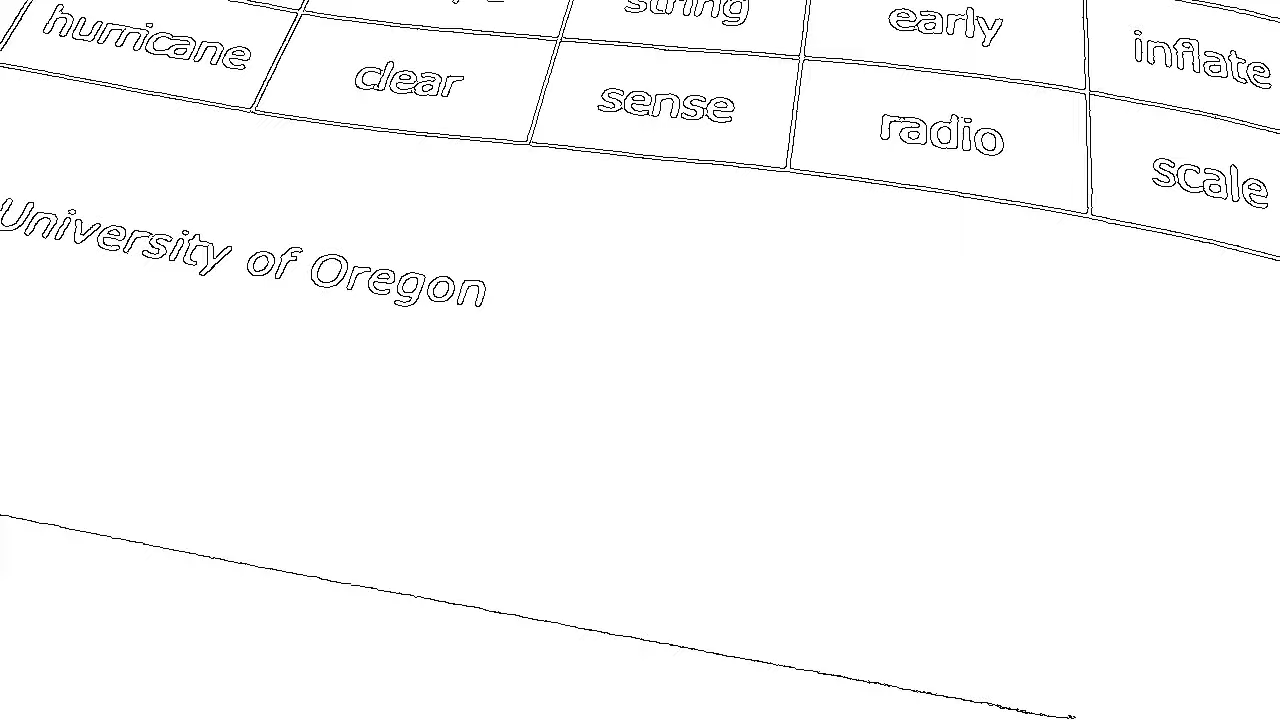 string early inflate
hurricane clear sense radio scale
University of Oregon